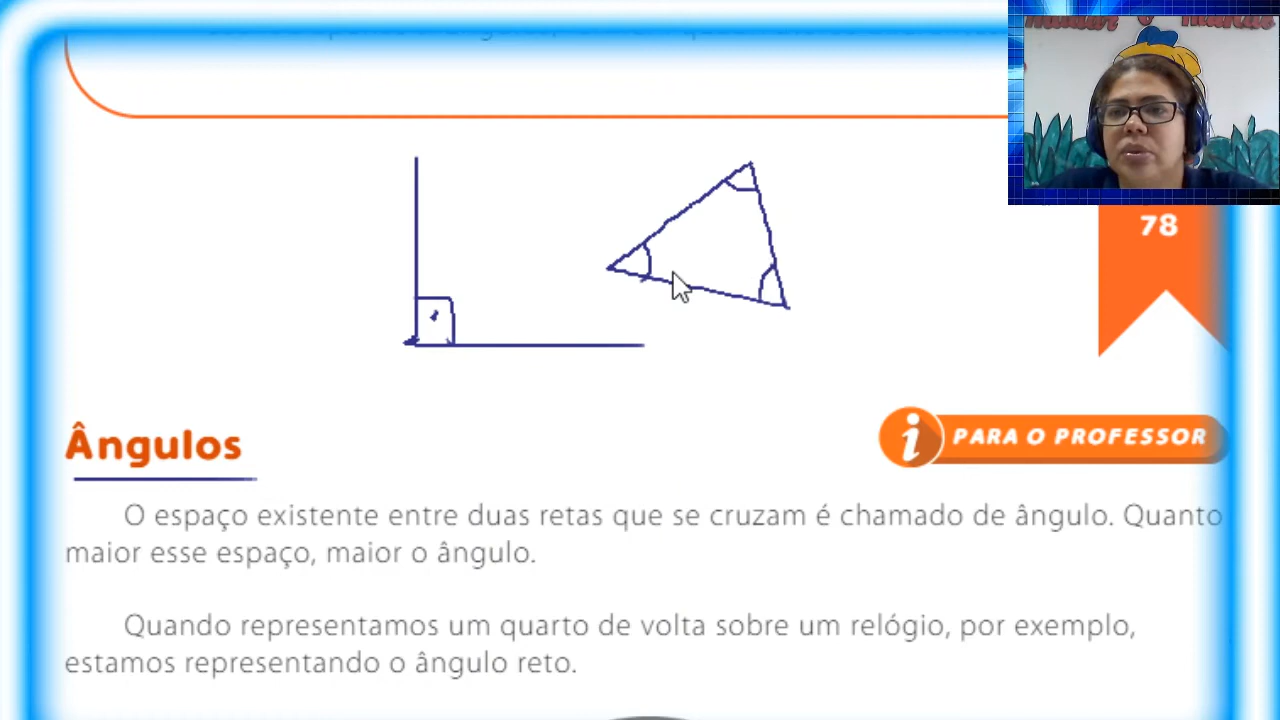 78
Ângulos
PARA O PROFESSOR
O espaço existente entre duas retas que se cruzam é chamado de ângulo. Quanto
maior esse espaço, maior o ângulo.
Quando representamos um quarto de volta sobre um relógio, por exemplo,
estamos representando o ângulo reto.